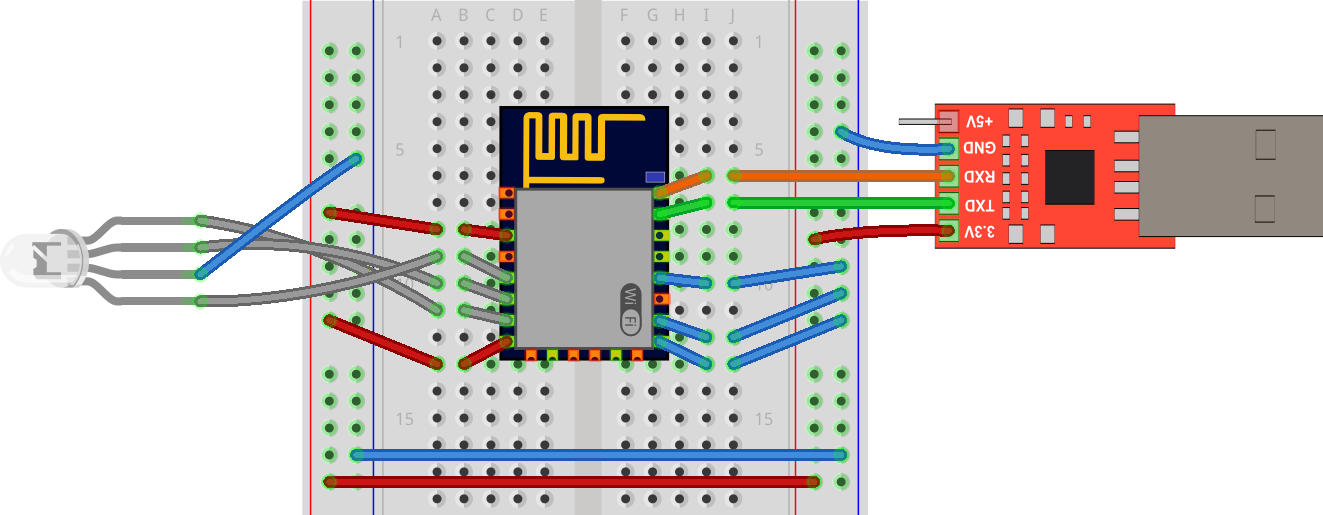 A B C D E F G H I J
1 1
5 5
10 10
15 15
+5V
GND
RXD
TXD
3.3V
Wi
Fi